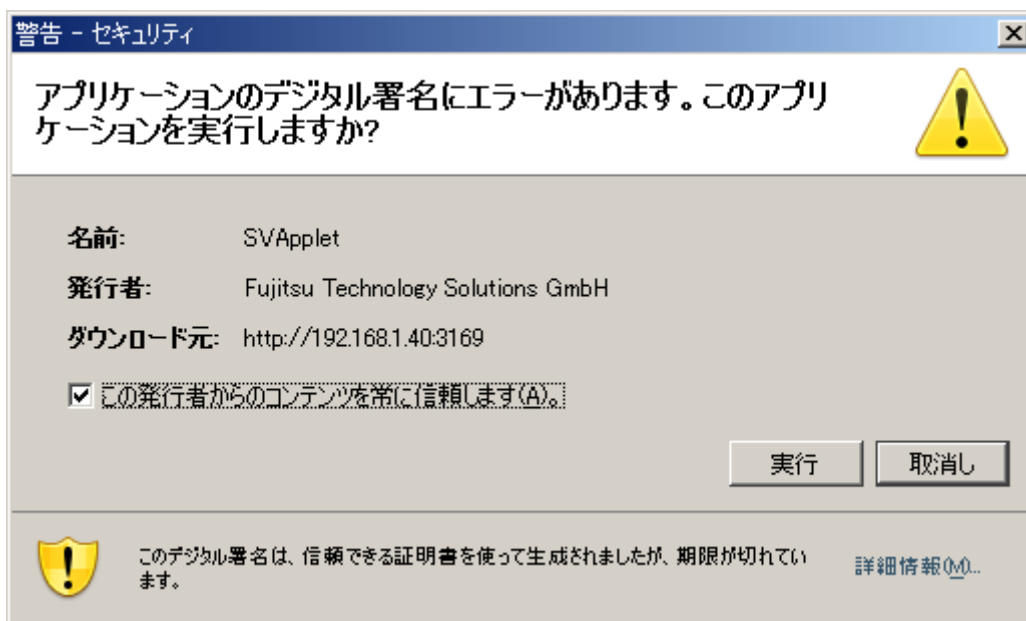 警告 - セキュリティ
アプリケーションのデジタル署名にエラーがあります。このアプリ
ケーションを実行しますか?
名前: SVApplet
発行者: Fujitsu Technology Solutions GmbH
ダウンロード元: http://192.168.1.40:3169
この発行者からのコンテンツを常に信頼します(A)。
実行 取消し
このデジタル署名は、信頼できる証明書を使って生成されましたが、期限が切れてい
ます。
詳細情報(M)...